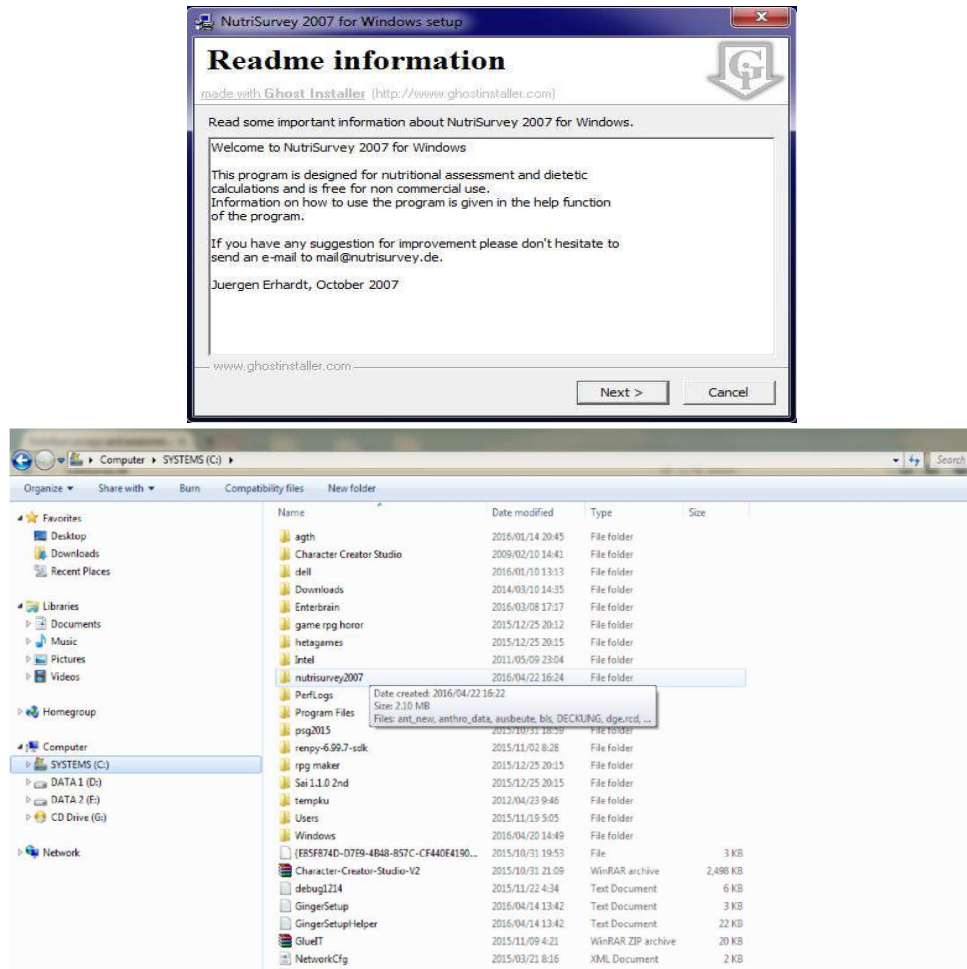 NutriSurvey 2007 for Windows setup
Readme information
made with Ghost Installer (http://www.ghostinstaller.com)
Read some important information about NutriSurvey 2007 for Windows.
Welcome to NutriSurvey 2007 for Windows
This program is designed for nutritional assessment and dietetic
calculations and is free for non commercial use.
Information on how to use the program is given in the help function
of the program.
If you have any suggestion for improvement please don't hesitate to
send an e-mail to mail@nutrisurvey.de.
Juergen Erhardt, October 2007
www.ghostinstaller.com
Next > Cancel
Computer SYSTEMS (C:) Search
Organize Share with Burn Compatibility files New folder
Favorites
Desktop
Downloads
Recent Places
Libraries
Documents
Music
Pictures
Videos
Homegroup
Computer
SYSTEMS (C:)
DATA 1 (D:)
DATA 2 (E:)
CD Drive (G:)
Network
Name Date modified Type Size
agth 2016/01/14 20:45 File folder
Character Creator Studio 2009/02/10 14:41 File folder
dell 2016/01/10 13:13 File folder
Downloads 2014/03/10 14:35 File folder
Enterbrain 2016/03/08 17:17 File folder
game rpg horor 2015/12/25 20:12 File folder
hetagames 2015/12/25 20:15 File folder
Intel 2011/05/09 23:04 File folder
nutrisurvey2007 2016/04/22 16:24 File folder
PerfLogs
Program Files
Date created: 2016/04/22 16:22
Size: 2.10 MB
Files: ant_new, anthro_data, ausbeute, bls, DECKUNG, dge.rcd, ...
psg2015 2015/10/31 18:59 File folder
renpy-6.99.7-sdk 2015/11/02 8:28 File folder
rpg maker 2015/12/25 20:15 File folder
Sai 1.1.0 2nd 2015/12/25 20:15 File folder
tempku 2012/04/23 9:46 File folder
Users 2015/11/19 5:05 File folder
Windows 2016/04/20 14:49 File folder
{E85F874D-D7E9-4B48-857C-CF440E4190... 2015/10/31 19:53 File 3 KB
Character-Creator-Studio-V2 2015/10/31 21:09 WinRAR archive 2,498 KB
debug1214 2015/11/22 4:34 Text Document 6 KB
GingerSetup 2016/04/14 13:42 Text Document 3 KB
GingerSetupHelper 2016/04/14 13:42 Text Document 22 KB
GlueIT 2015/11/09 4:21 WinRAR ZIP archive 20 KB
NetworkCfg 2015/03/21 8:16 XML Document 2 KB